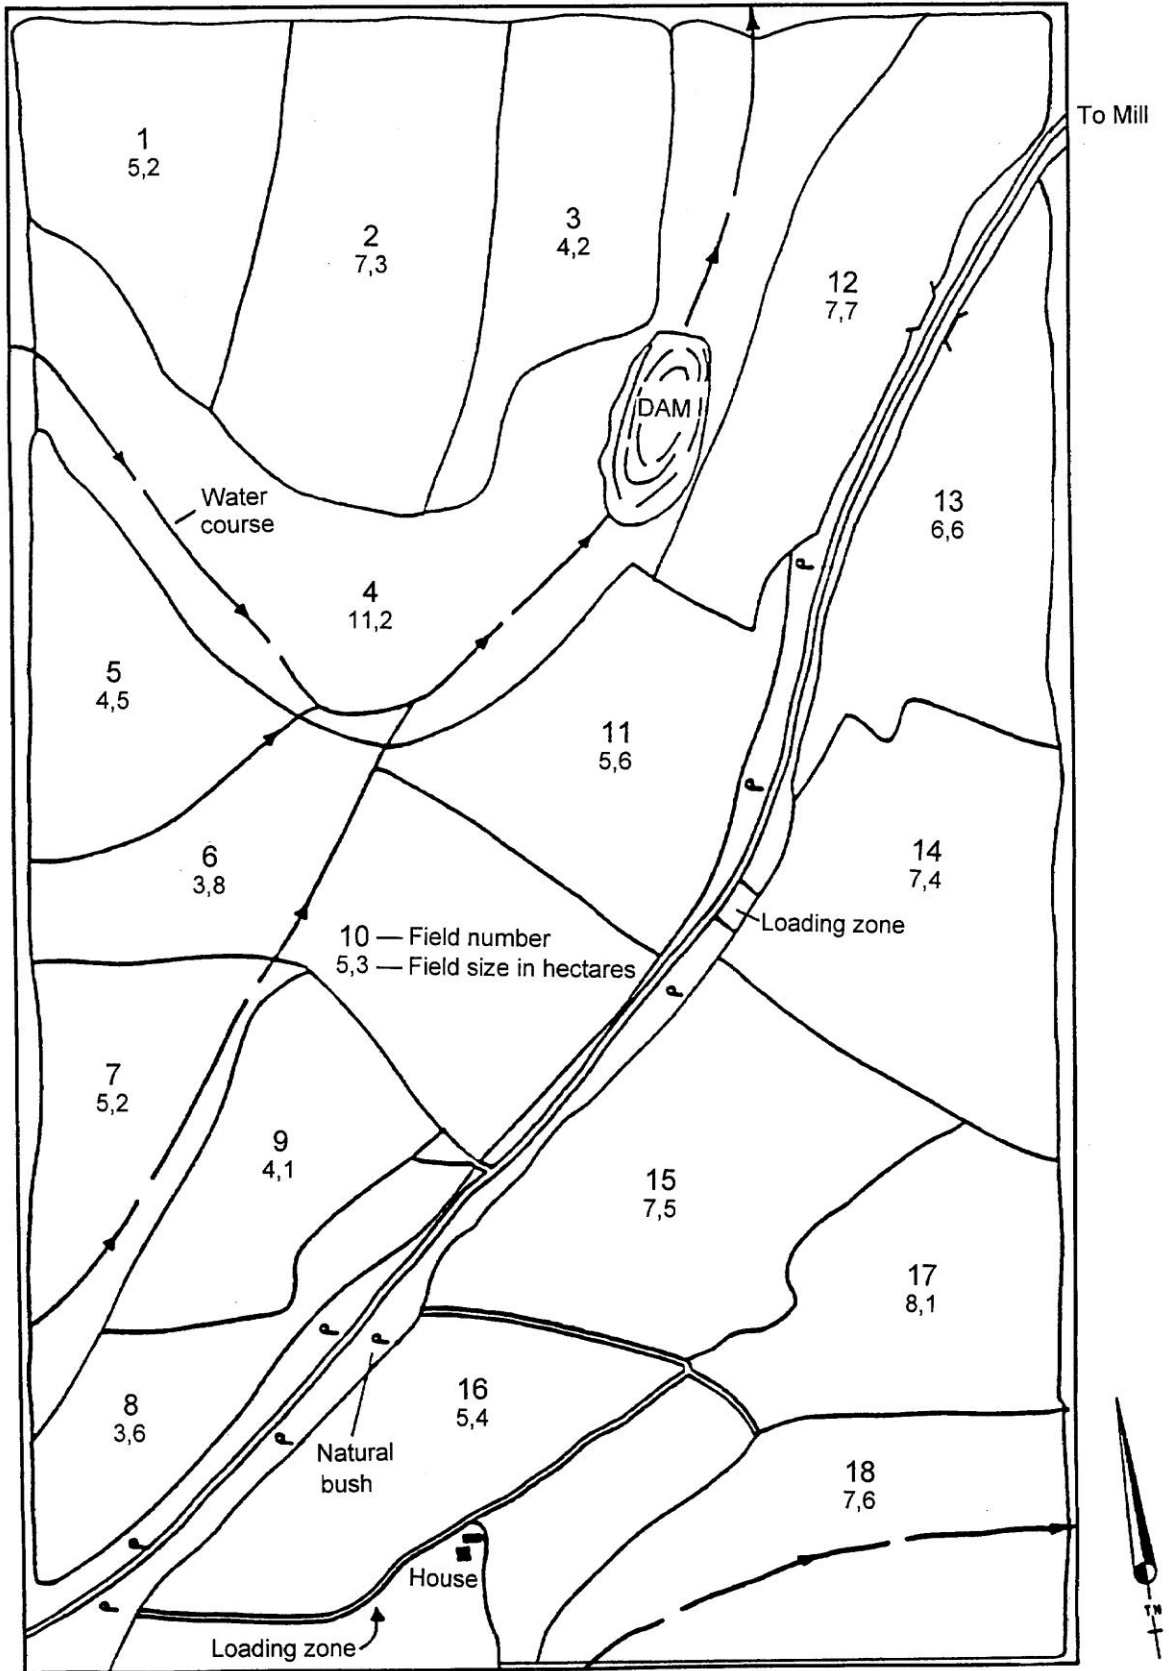 To Mill
1
5,2
2
7,3
3
4,2
12
7,7
DAM
Water
course
13
6,6
4
11,2
5
4,5
11
5,6
6
3,8
14
7,4
Loading zone
10 — Field number
5,3 — Field size in hectares
7
5,2
9
4,1
15
7,5
17
8,1
8
3,6
16
5,4
Natural
bush
18
7,6
House
Loading zone
TN